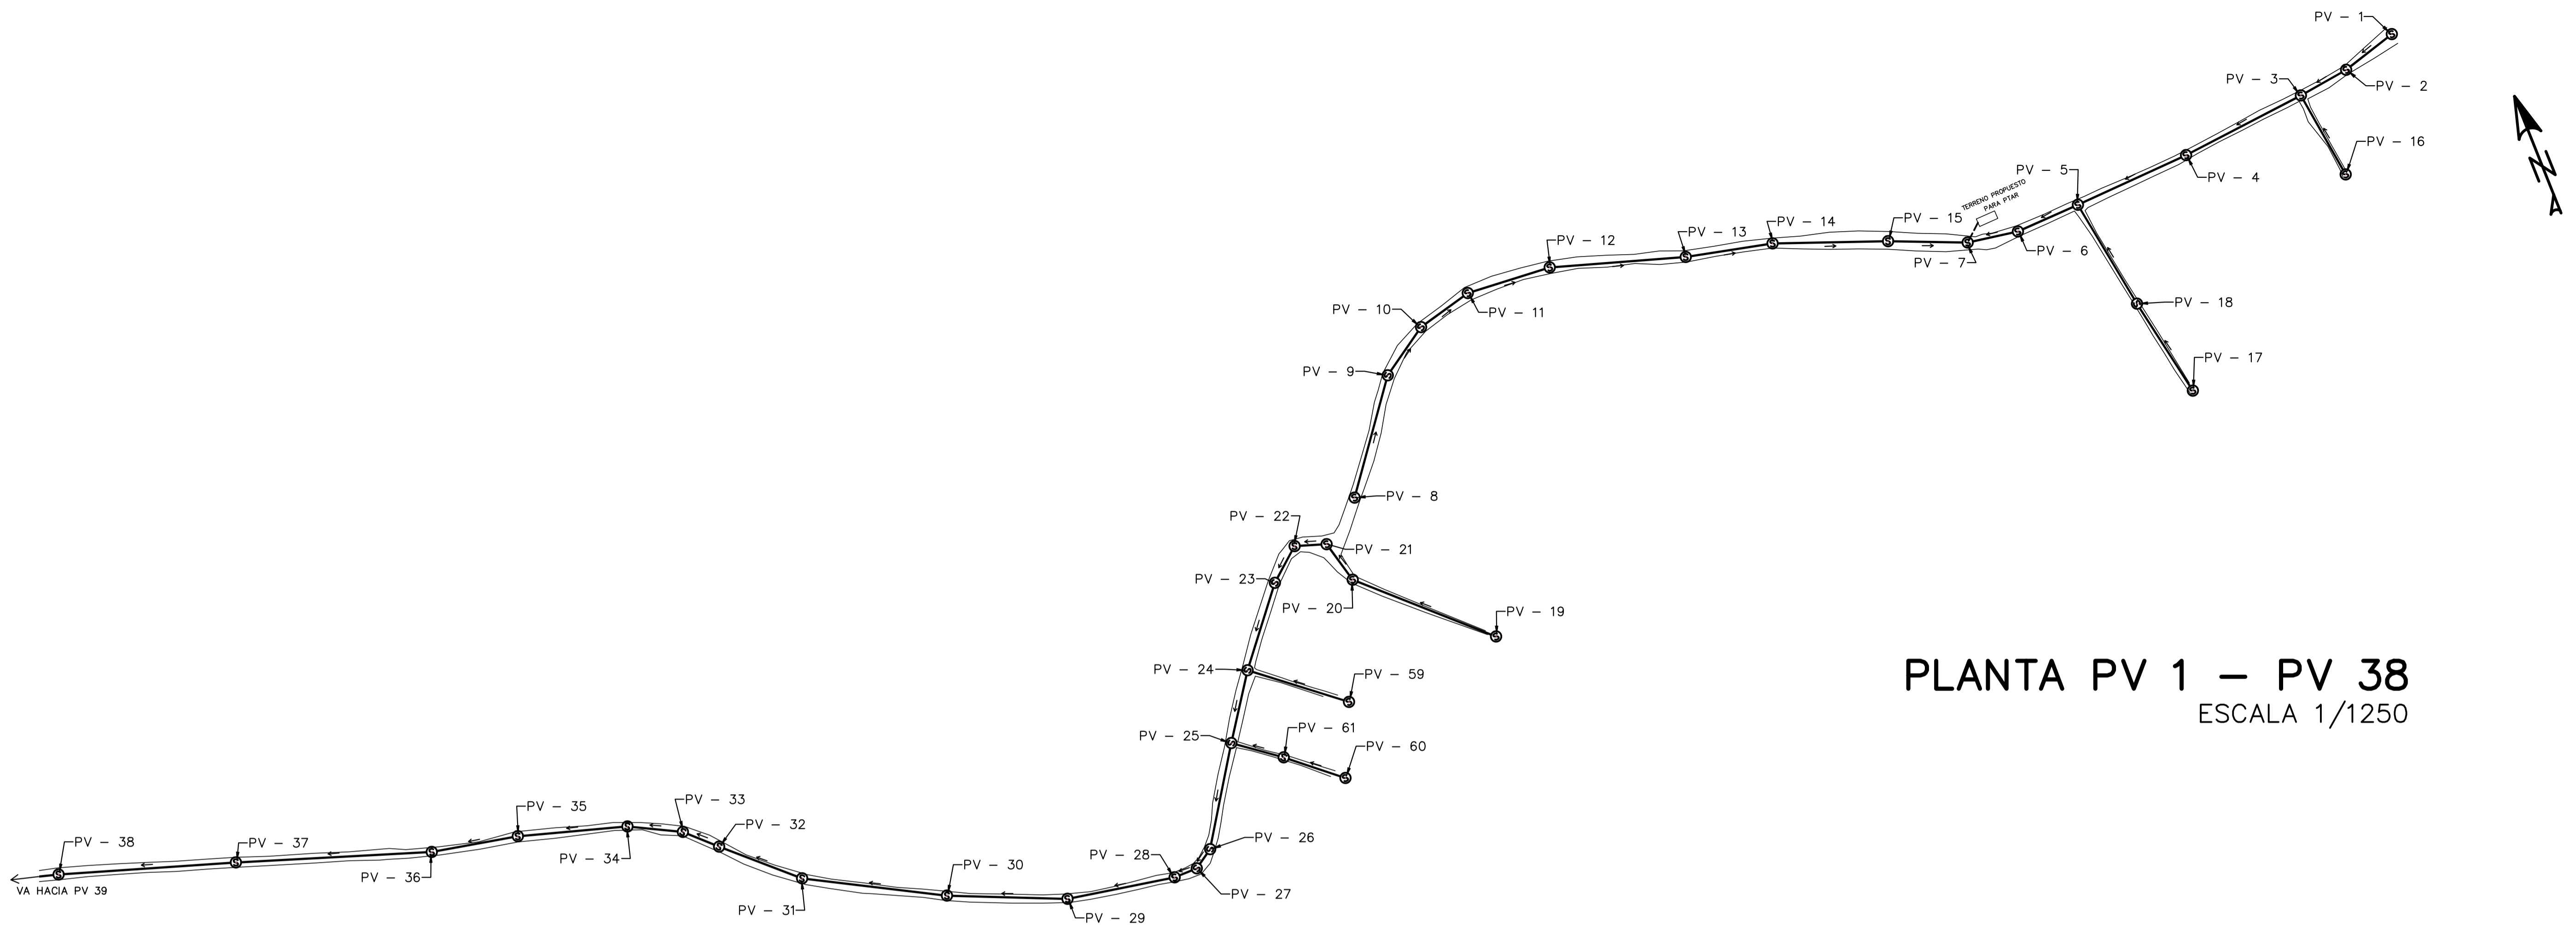 PV - 1
PV - 3
PV - 2
PV - 16
PV - 5
PV - 4
TERRENO PROPUESTO
PARA PTAR
PV - 15
PV - 14
PV - 13
PV - 12
PV - 6
PV - 7
PV - 18
PV - 10
PV - 11
PV - 17
PV - 9
PV - 8
PV - 22
PV - 21
PV - 23
PV - 20
PV - 19
PV - 24
PV - 59
PV - 61
PV - 25
PV - 60
PLANTA PV 1 - PV 38
ESCALA 1/1250
PV - 33
PV - 35
PV - 32
PV - 26
PV - 38
PV - 37
PV - 34
PV - 28
PV - 30
PV - 36
VA HACIA PV 39
PV - 27
PV - 31
PV - 29
N